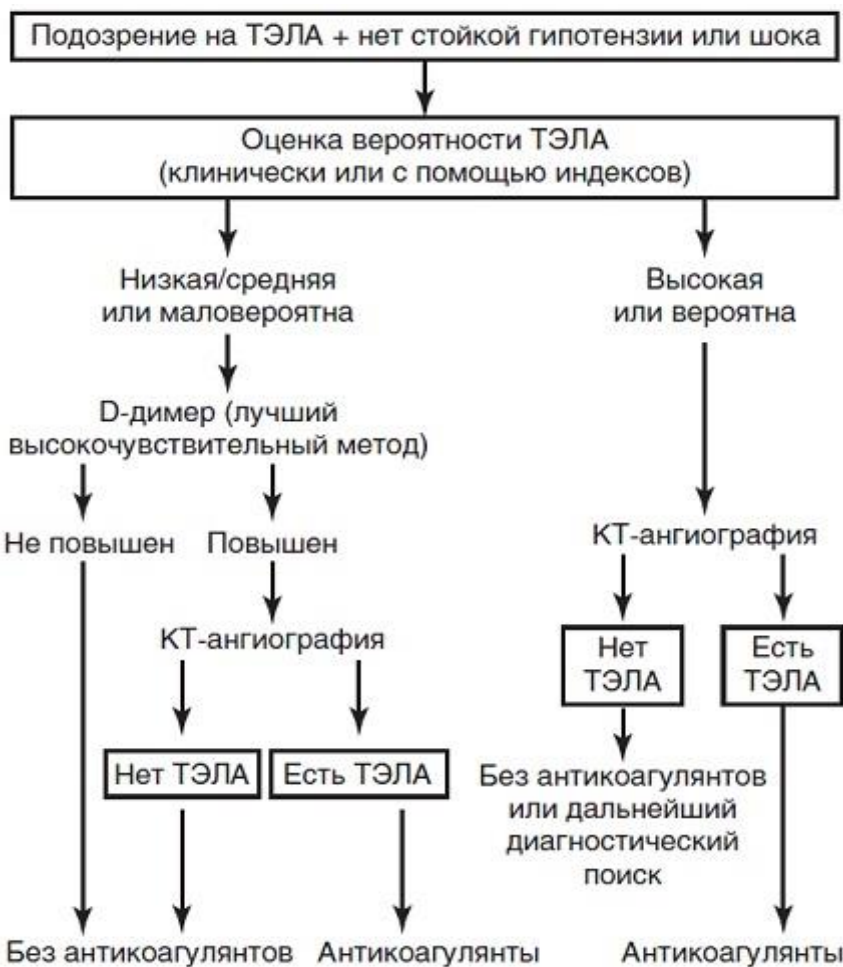 Подозрение на ТЭЛА + нет стойкой гипотензии или шока
Оценка вероятности ТЭЛА
(клинически или с помощью индексов)
Низкая/средняя
или маловероятна
Высокая
или вероятна
D-димер (лучший
высокочувствительный метод)
Не повышен
Повышен
КТ-ангиография
КТ-ангиография
Нет
ТЭЛА
Есть
ТЭЛА
Нет ТЭЛА
Есть ТЭЛА
Без антикоагулянтов
или дальнейший
диагностический
поиск
Без антикоагулянтов
Антикоагулянты
Антикоагулянты